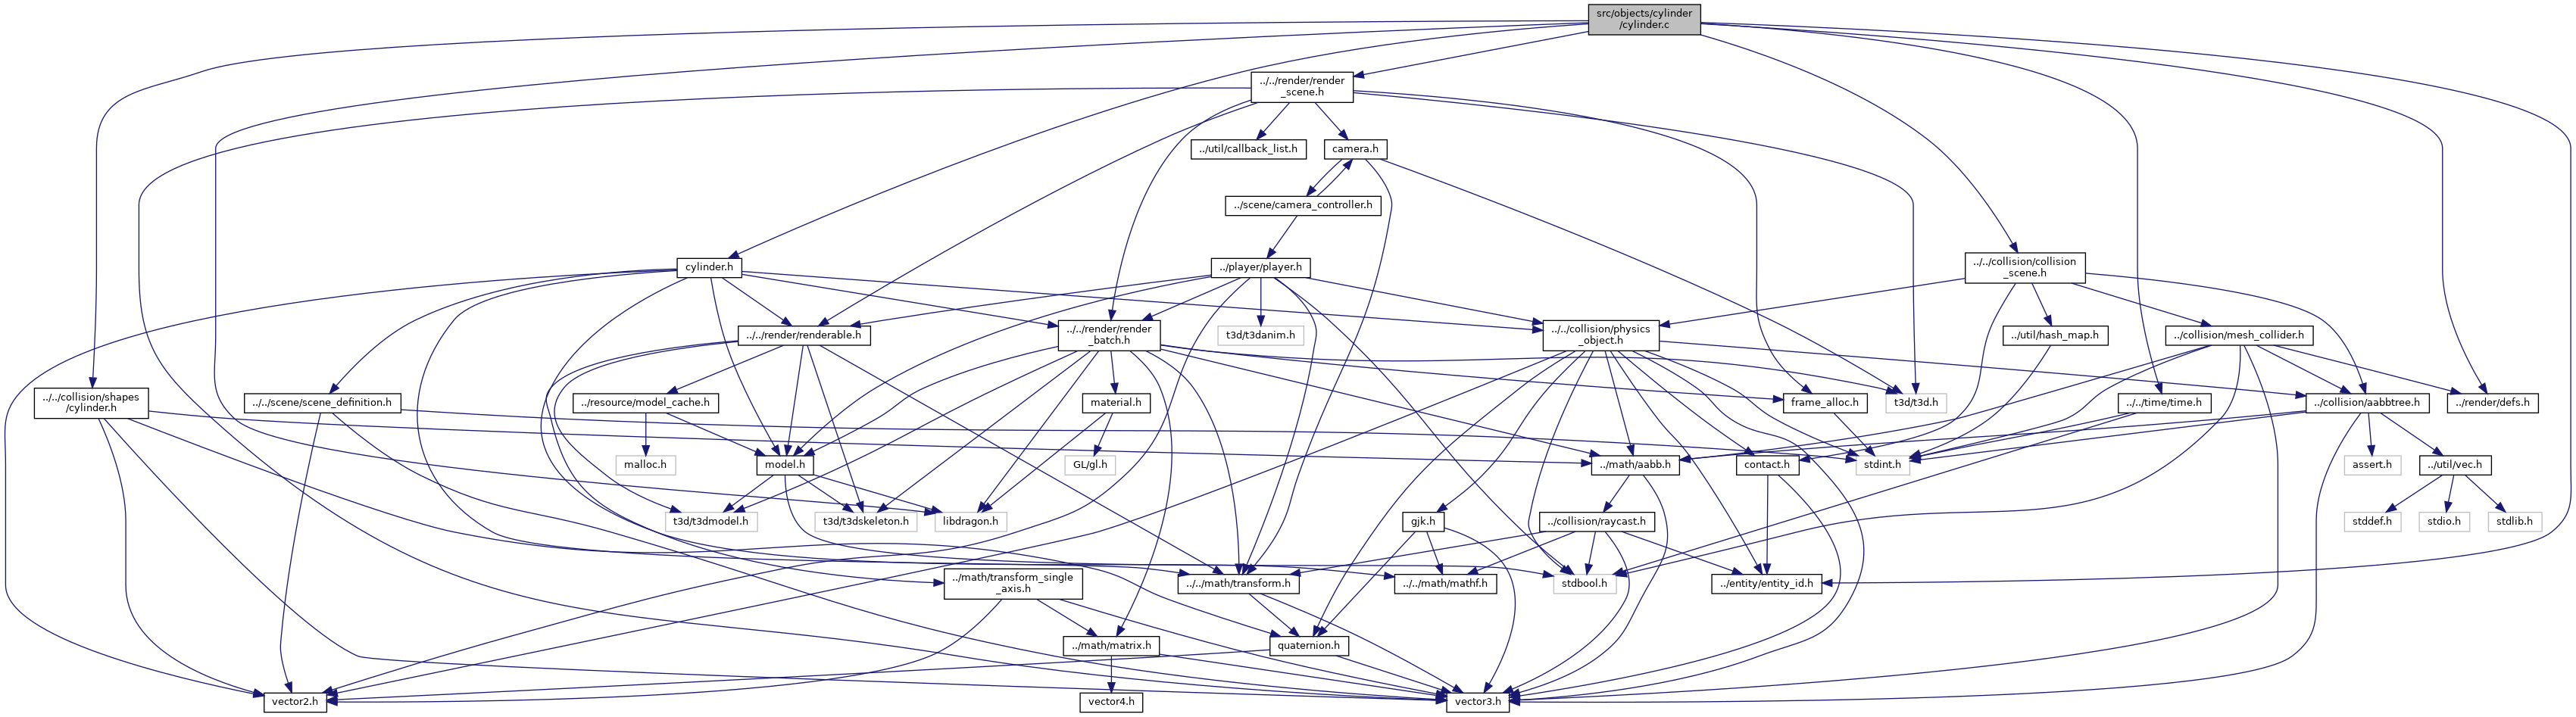 src/objects/cylinder
/cylinder.c
../../render/render
_scene.h
../util/callback_list.h
camera.h
../scene/camera_controller.h
cylinder.h
../player/player.h
../../collision/collision
_scene.h
../../render/renderable.h
../../render/render
_batch.h
t3d/t3danim.h
../../collision/physics
_object.h
../util/hash_map.h
../collision/mesh_collider.h
../../collision/shapes
/cylinder.h
../../scene/scene_definition.h
../resource/model_cache.h
material.h
frame_alloc.h
t3d/t3d.h
../../time/time.h
../collision/aabbtree.h
../render/defs.h
malloc.h
model.h
GL/gl.h
../math/aabb.h
contact.h
stdint.h
assert.h
../util/vec.h
t3d/t3dmodel.h
t3d/t3dskeleton.h
libdragon.h
gjk.h
../collision/raycast.h
stddef.h
stdio.h
stdlib.h
../math/transform_single
_axis.h
../../math/transform.h
../../math/mathf.h
stdbool.h
../entity/entity_id.h
../math/matrix.h
quaternion.h
vector2.h
vector4.h
vector3.h